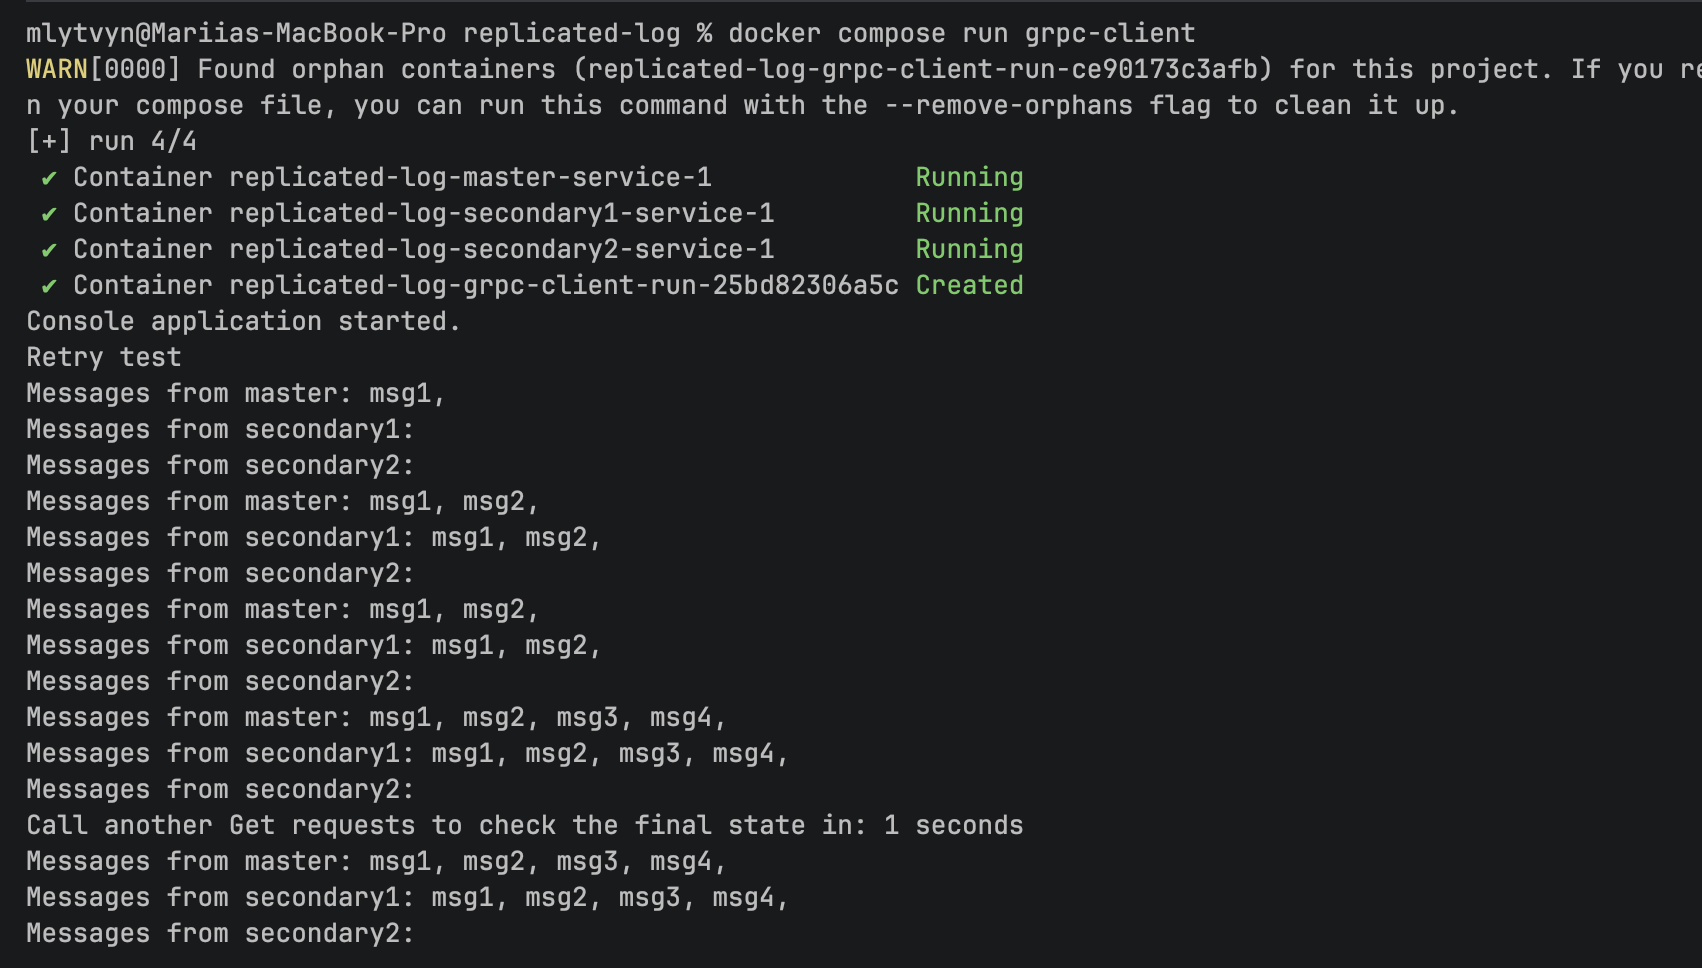 mlytvyn@Mariias-MacBook-Pro replicated-log % docker compose run grpc-client
WARN[0000] Found orphan containers (replicated-log-grpc-client-run-ce90173c3afb) for this project. If you re
n your compose file, you can run this command with the --remove-orphans flag to clean it up.
[+] run 4/4
✔ Container replicated-log-master-service-1 Running
✔ Container replicated-log-secondary1-service-1 Running
✔ Container replicated-log-secondary2-service-1 Running
✔ Container replicated-log-grpc-client-run-25bd82306a5c Created
Console application started.
Retry test
Messages from master: msg1,
Messages from secondary1:
Messages from secondary2:
Messages from master: msg1, msg2,
Messages from secondary1: msg1, msg2,
Messages from secondary2:
Messages from master: msg1, msg2,
Messages from secondary1: msg1, msg2,
Messages from secondary2:
Messages from master: msg1, msg2, msg3, msg4,
Messages from secondary1: msg1, msg2, msg3, msg4,
Messages from secondary2:
Call another Get requests to check the final state in: 1 seconds
Messages from master: msg1, msg2, msg3, msg4,
Messages from secondary1: msg1, msg2, msg3, msg4,
Messages from secondary2: